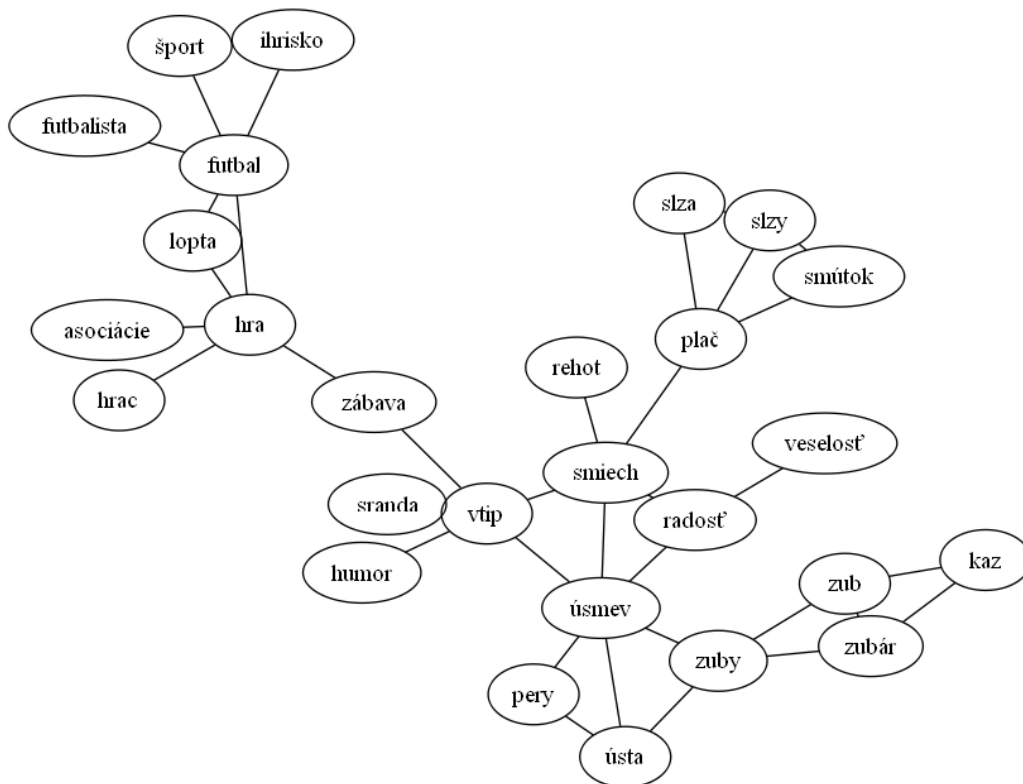 šport
ihrisko
futbalista
futbal
slza
slzy
lopta
smútok
asociácie
hra
plač
rehot
hrac
zábava
veselosť
smiech
sranda
vtip
radosť
humor
kaz
zub
úsmev
zubár
zuby
pery
ústa